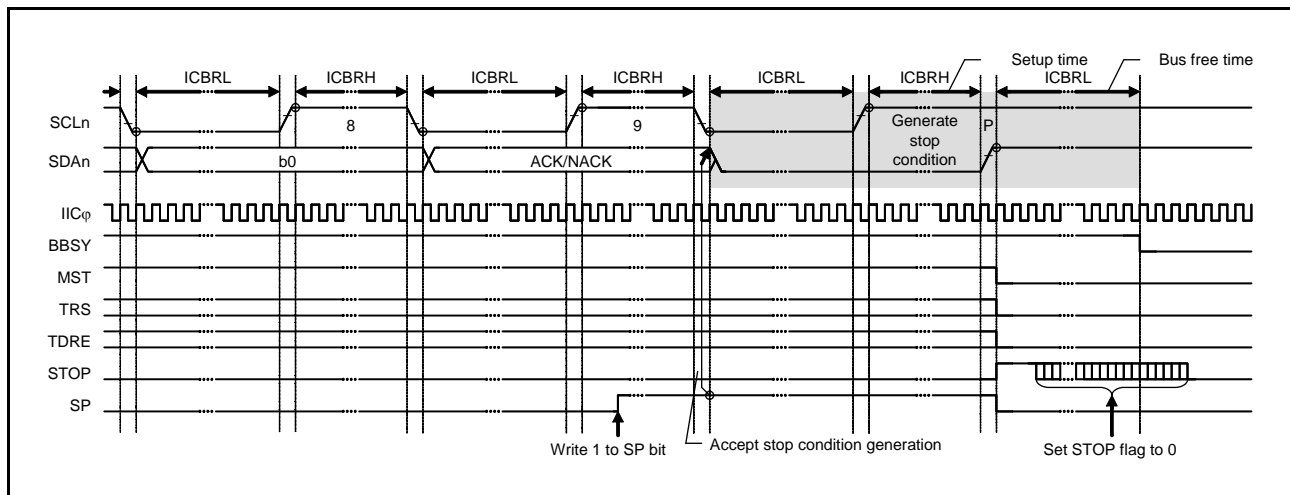 Setup time
Bus free time
ICBRL ICBRH ICBRL ICBRH ICBRL ICBRH ICBRL
SCLn 8 9 Generate stop condition P
SDAn b0 ACK/NACK
IICφ
BBSY
MST
TRS
TDRE
STOP
SP
Write 1 to SP bit
Accept stop condition generation
Set STOP flag to 0